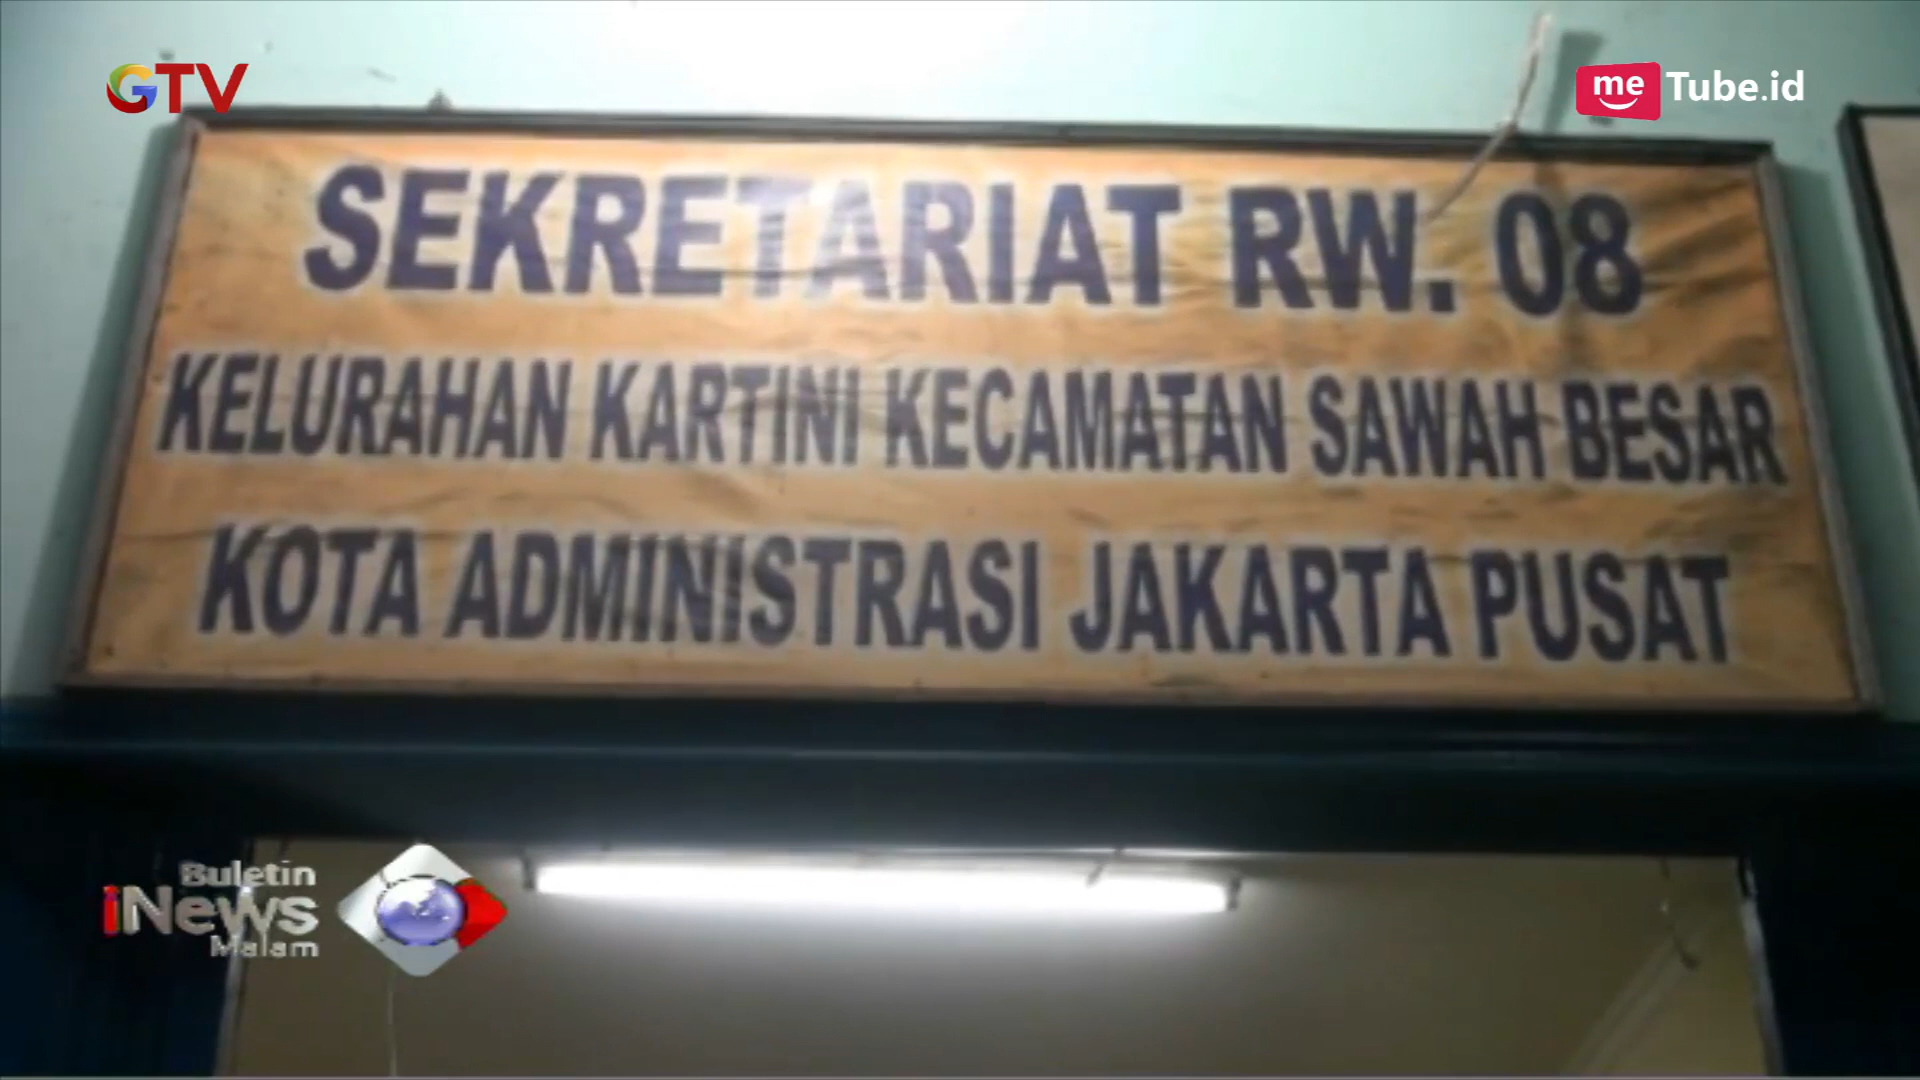 GTV
me Tube.id
SEKRETARIAT RW. 08
KELURAHAN KARTINI KECAMATAN SAWAH BESAR
KOTA ADMINISTRASI JAKARTA PUSAT
Buletin
iNews
Malam